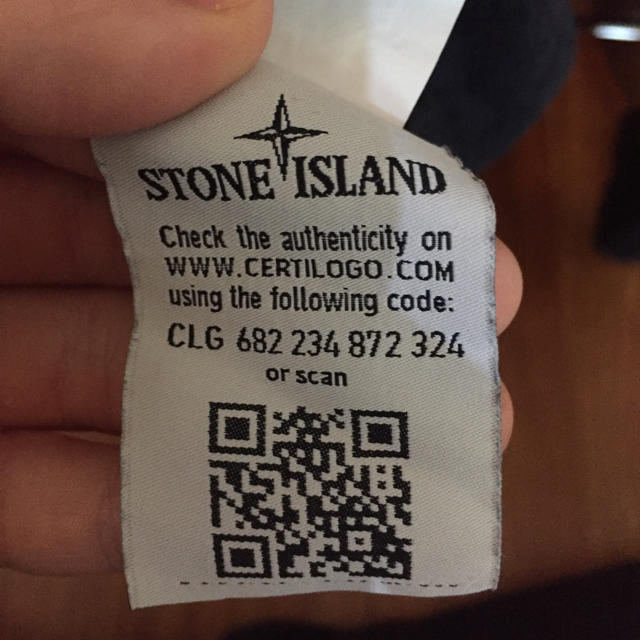 STONE ISLAND
Check the authenticity on
WWW.CERTILOGO.COM
using the following code:
CLG 682 234 872 324
or scan